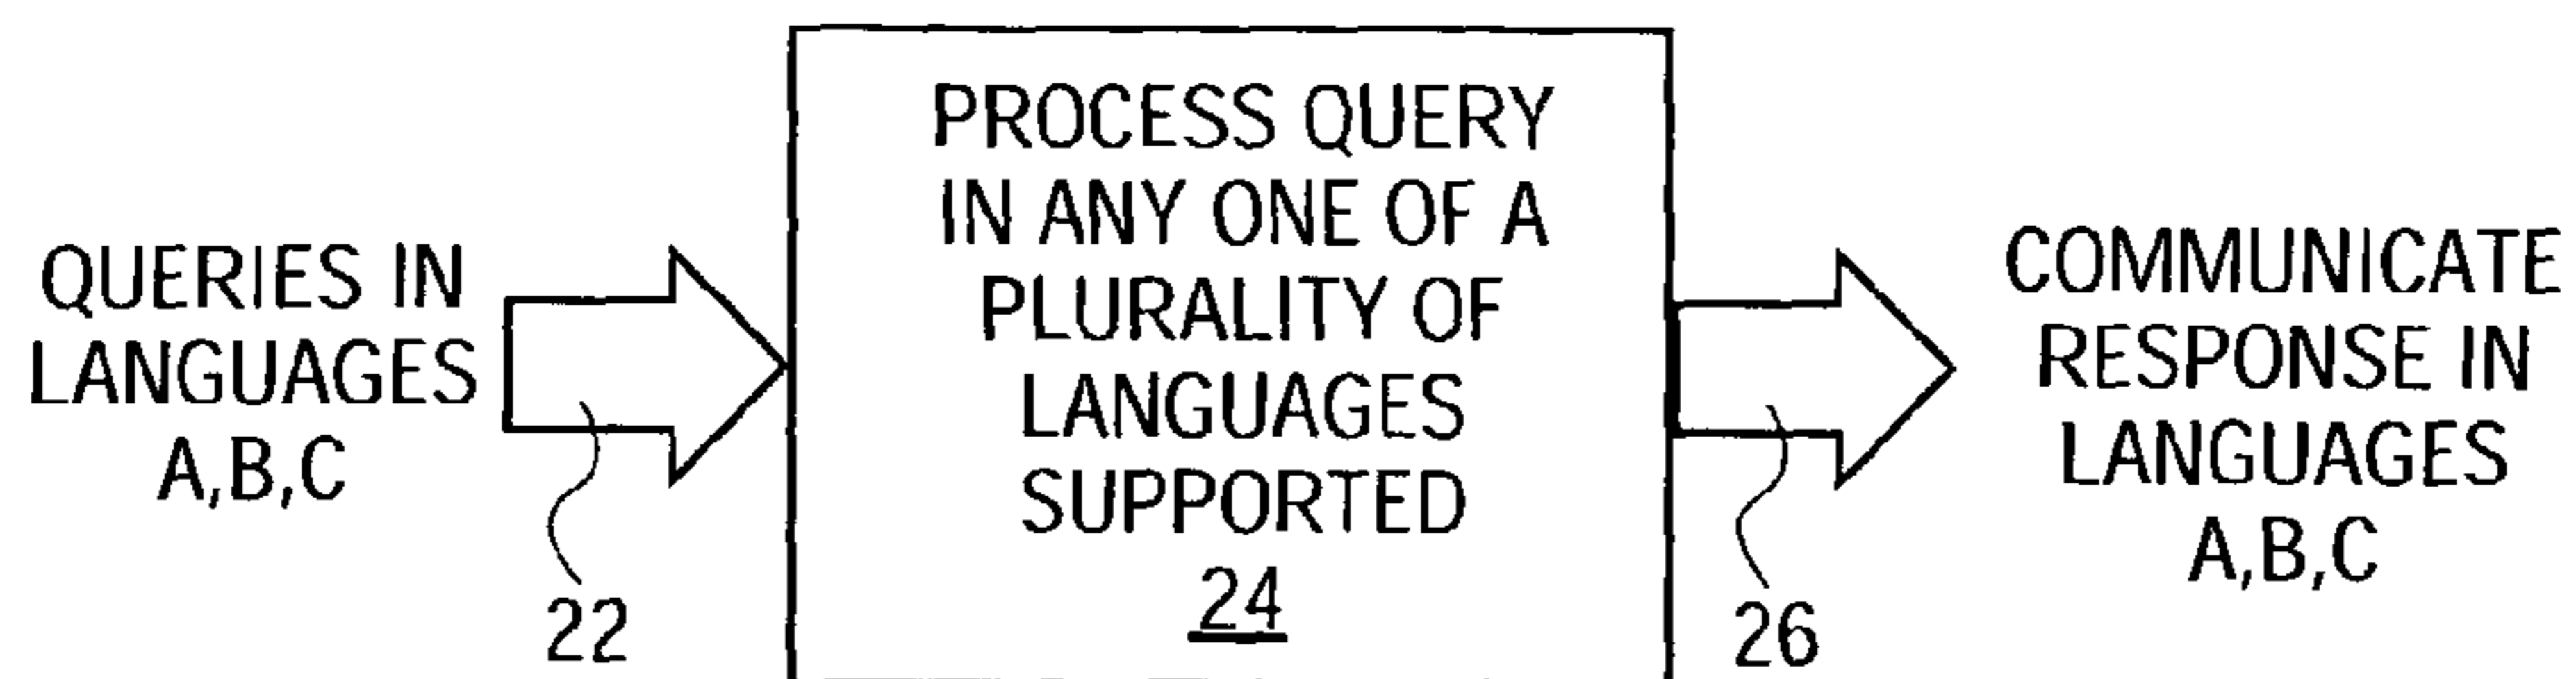 QUERIES IN
LANGUAGES
A,B,C
22
PROCESS QUERY
IN ANY ONE OF A
PLURALITY OF
LANGUAGES
SUPPORTED
24
26
COMMUNICATE
RESPONSE IN
LANGUAGES
A,B,C